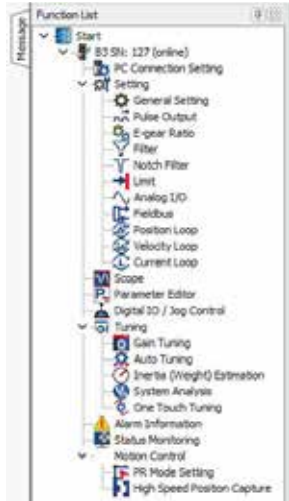 Function List
Message
Start
B3 SN: 127 (online)
PC Connection Setting
Setting
General Setting
Pulse Output
E-gear Ratio
Filter
Notch Filter
Limit
Analog I/O
Fieldbus
Position Loop
Velocity Loop
Current Loop
Scope
Parameter Editor
Digital IO / Jog Control
Tuning
Gain Tuning
Auto Tuning
Inertia (Weight) Estimation
System Analysis
One Touch Tuning
Alarm Information
Status Monitoring
Motion Control
PR Mode Setting
High Speed Position Capture